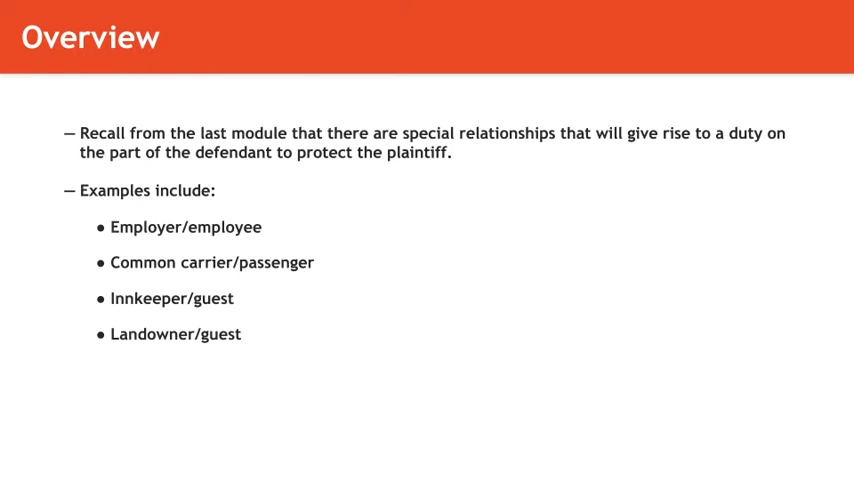 Overview
— Recall from the last module that there are special relationships that will give rise to a duty on
the part of the defendant to protect the plaintiff.
— Examples include:
● Employer/employee
● Common carrier/passenger
● Innkeeper/guest
● Landowner/guest